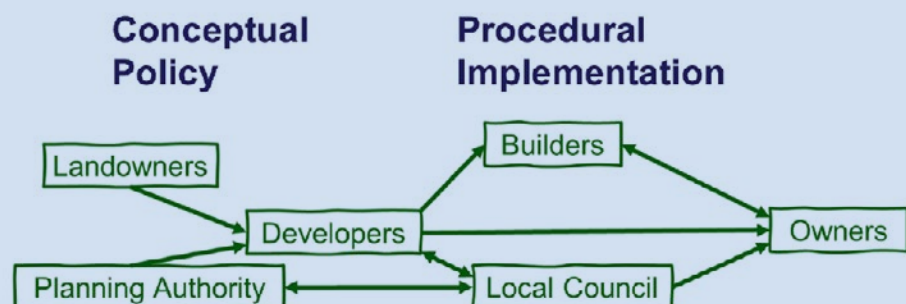 Conceptual
Policy
Procedural
Implementation
Builders
Landowners
Developers
Owners
Planning Authority
Local Council